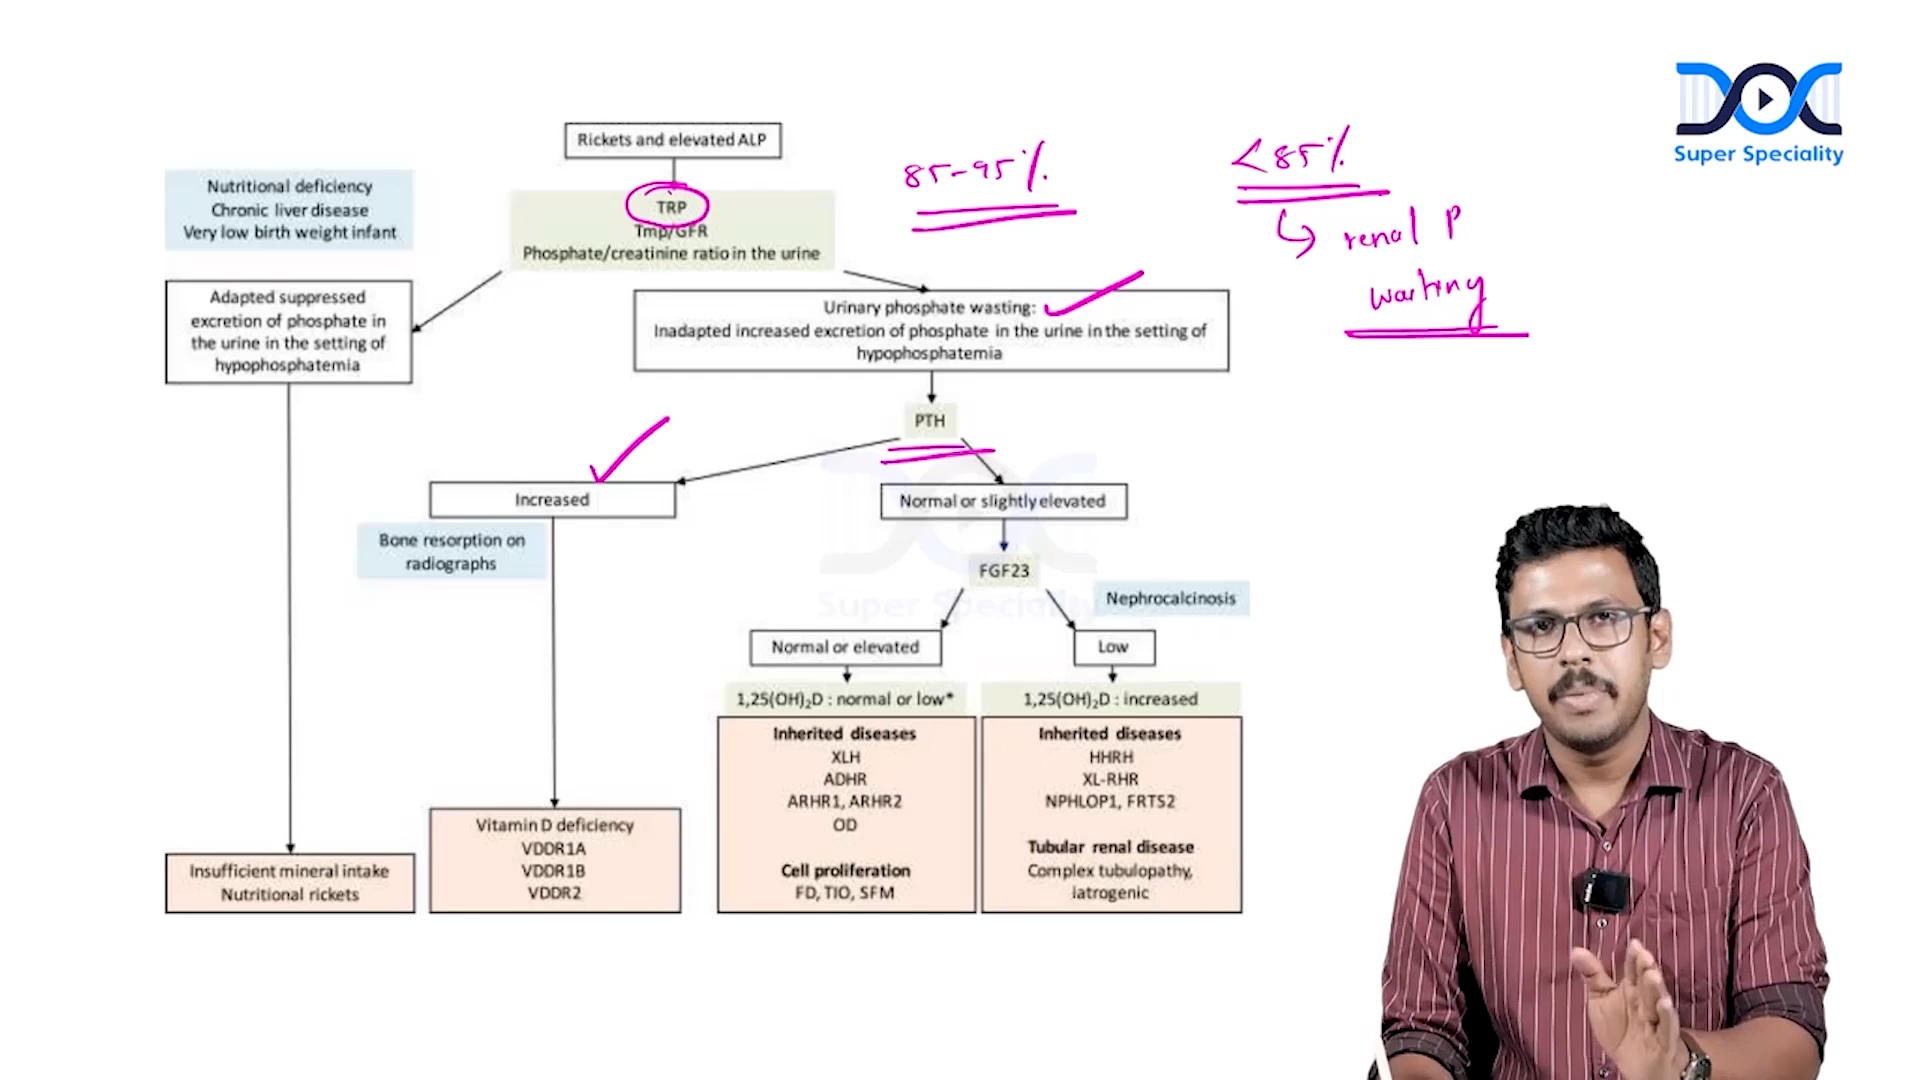 Super Speciality
Rickets and elevated ALP
Nutritional deficiency
Chronic liver disease
Very low birth weight infant
TRP
Tmp/GFR
Phosphate/creatinine ratio in the urine
85-95%
<85%
renal P
wasting
Adapted suppressed
excretion of phosphate in
the urine in the setting of
hypophosphatemia
Urinary phosphate wasting:
Inadapted increased excretion of phosphate in the urine in the setting of
hypophosphatemia
PTH
Increased
Normal or slightly elevated
Bone resorption on
radiographs
FGF23
Nephrocalcinosis
Super Speciality
Normal or elevated
Low
1,25(OH)₂D : normal or low*
1,25(OH)₂D : increased
Inherited diseases
XLH
ADHR
ARHR1, ARHR2
OD
Cell proliferation
FD, TIO, SFM
Inherited diseases
HHRH
XL-RHR
NPHLOP1, FRTS2
Tubular renal disease
Complex tubulopathy,
iatrogenic
Vitamin D deficiency
VDDR1A
VDDR1B
VDDR2
Insufficient mineral intake
Nutritional rickets